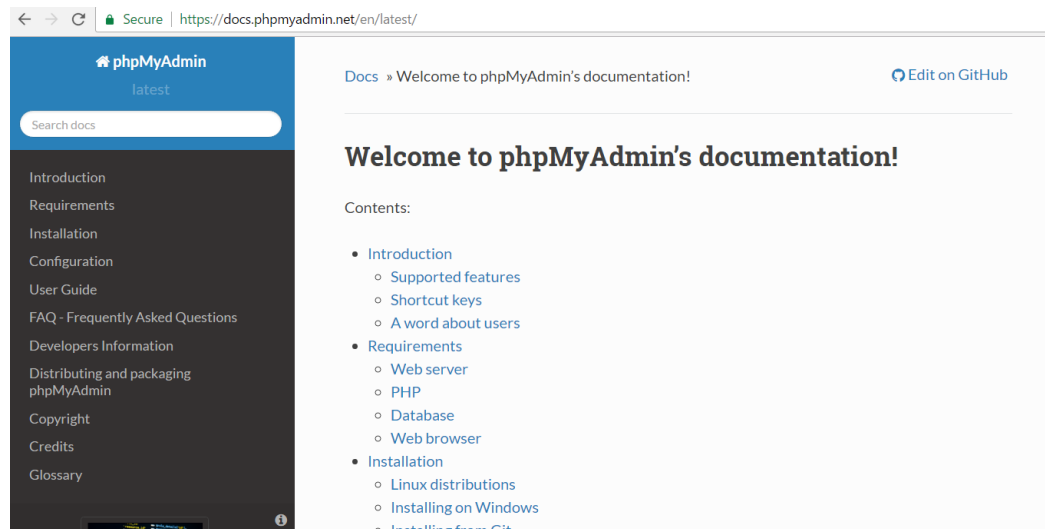 Secure | https://docs.phpmyadmin.net/en/latest/
phpMyAdmin
latest
Search docs
Introduction
Requirements
Installation
Configuration
User Guide
FAQ - Frequently Asked Questions
Developers Information
Distributing and packaging
phpMyAdmin
Copyright
Credits
Glossary
Docs » Welcome to phpMyAdmin’s documentation!
Edit on GitHub
Welcome to phpMyAdmin’s documentation!
Contents:
• Introduction
◦ Supported features
◦ Shortcut keys
◦ A word about users
• Requirements
◦ Web server
◦ PHP
◦ Database
◦ Web browser
• Installation
◦ Linux distributions
◦ Installing on Windows
◦ Installing from Git